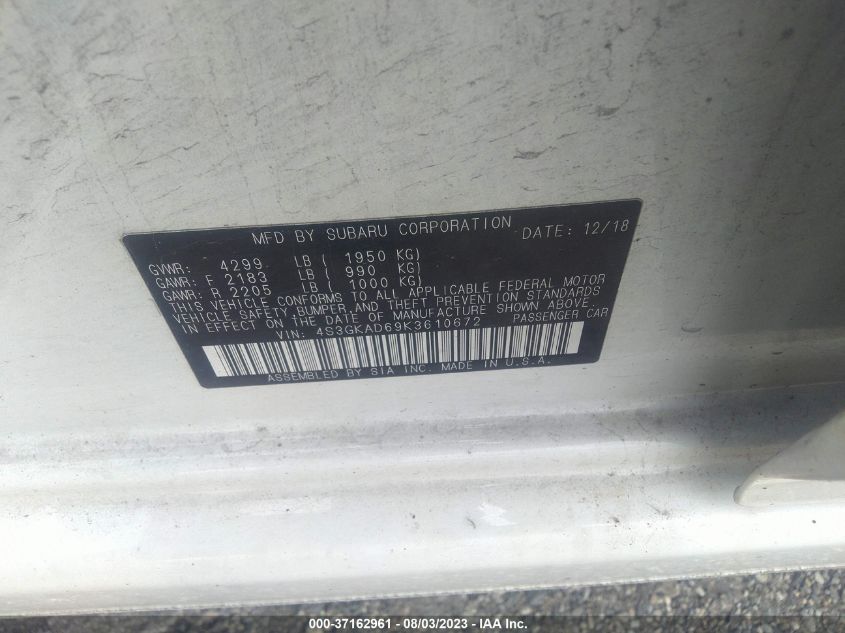 MFD BY SUBARU CORPORATION DATE: 12/18
GVWR: 4299 LB ( 1950 KG)
GAWR: F 2183 LB ( 990 KG)
GAWR: R 2205 LB ( 1000 KG)
THIS VEHICLE CONFORMS TO ALL APPLICABLE FEDERAL MOTOR
VEHICLE SAFETY, BUMPER, AND THEFT PREVENTION STANDARDS
IN EFFECT ON THE DATE OF MANUFACTURE SHOWN ABOVE.
VIN: 4S3GKAD69K3610672 PASSENGER CAR
ASSEMBLED BY SIA INC. MADE IN U.S.A.
000-37162961 - 08/03/2023 - IAA Inc.